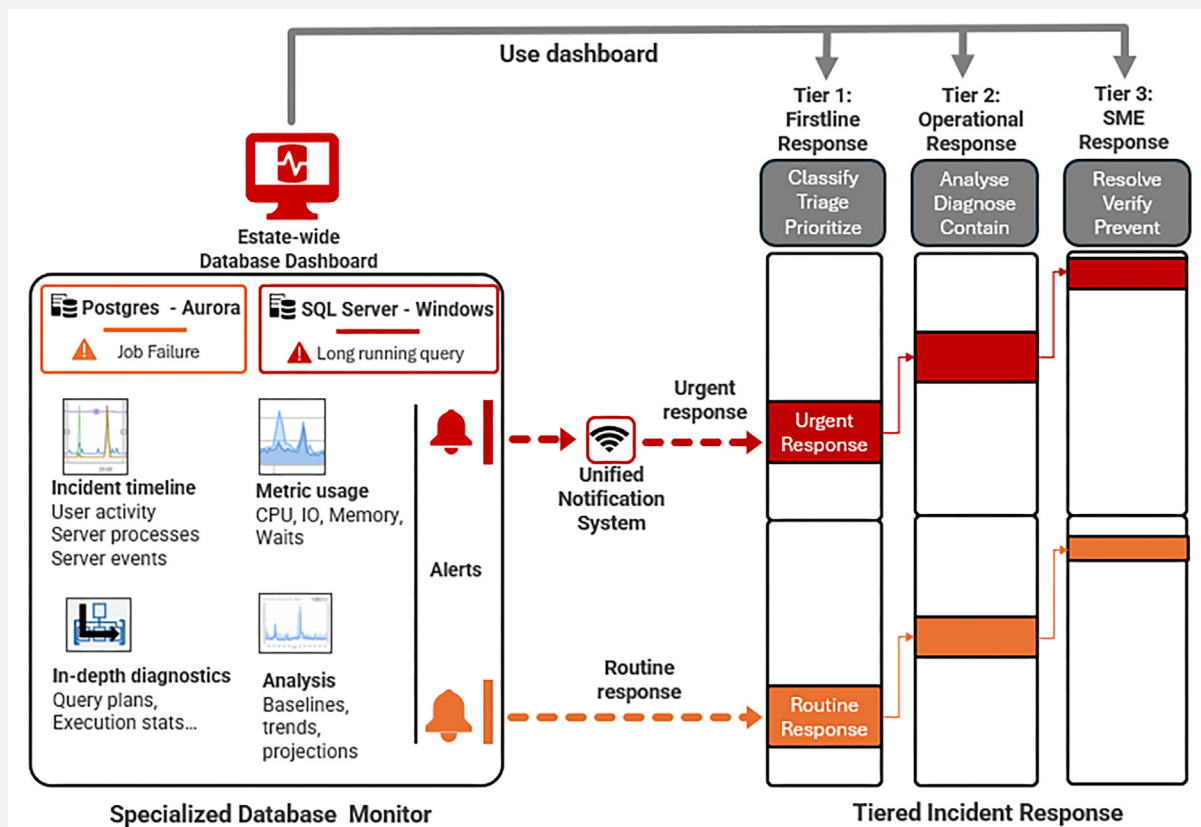 Use dashboard
Tier 1:
Firstline
Response
Tier 2:
Operational
Response
Tier 3:
SME
Response
Classify
Triage
Prioritize
Analyse
Diagnose
Contain
Resolve
Verify
Prevent
Estate-wide
Database Dashboard
Postgres - Aurora
Job Failure
SQL Server - Windows
Long running query
Incident timeline
User activity
Server processes
Server events
Metric usage
CPU, IO, Memory,
Waits
In-depth diagnostics
Query plans,
Execution stats...
Analysis
Baselines,
trends,
projections
Alerts
Unified
Notification
System
Urgent
response
Routine
response
Urgent
Response
Routine
Response
Specialized Database Monitor
Tiered Incident Response